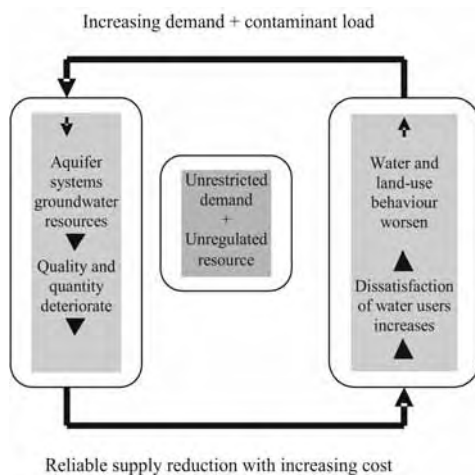 Increasing demand + contaminant load
Aquifer
systems
groundwater
resources
Quality and
quantity
deteriorate
Unrestricted
demand
+
Unregulated
resource
Water and
land-use
behaviour
worsen
Dissatisfaction
of water users
increases
Reliable supply reduction with increasing cost